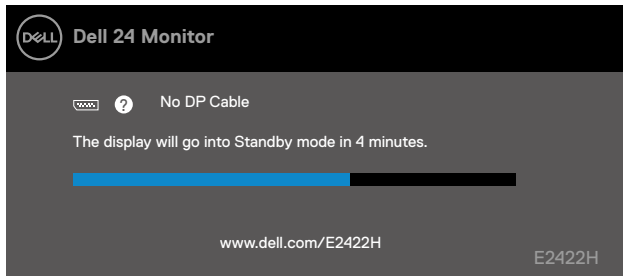 DELL Dell 24 Monitor
? No DP Cable
The display will go into Standby mode in 4 minutes.
www.dell.com/E2422H
E2422H